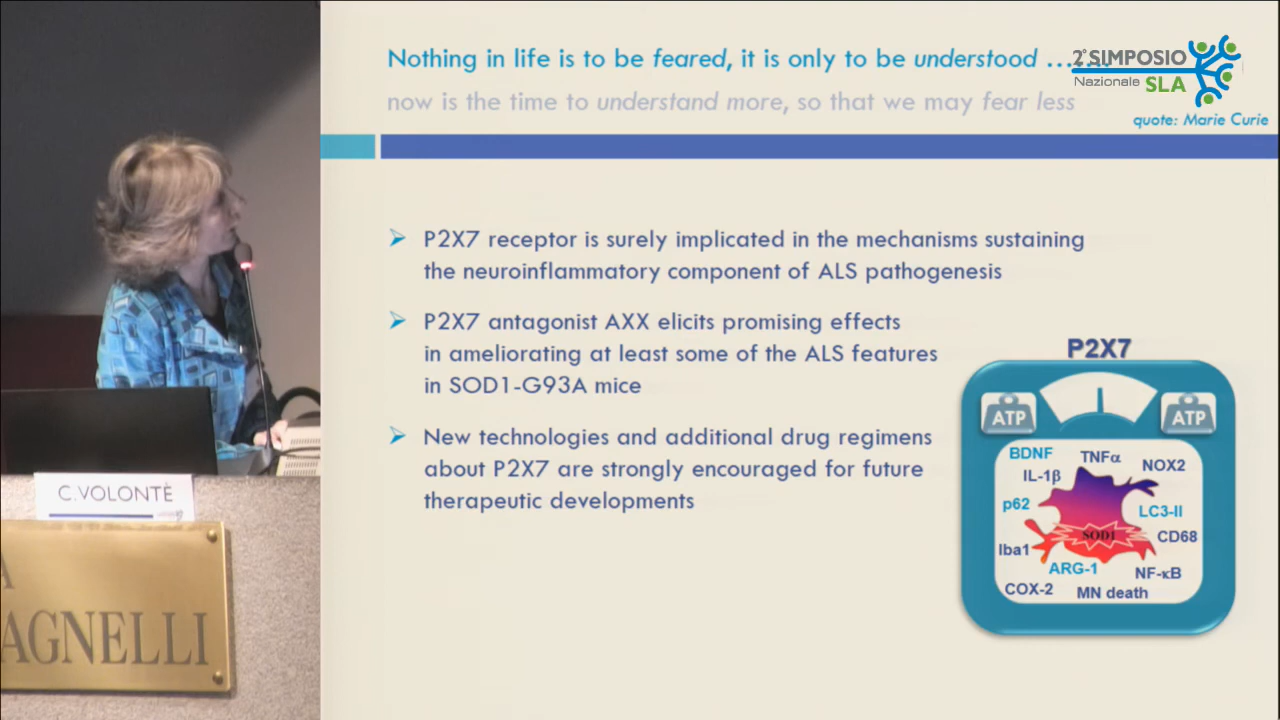 Nothing in life is to be feared, it is only to be understood ……
now is the time to understand more, so that we may fear less
2° SIMPOSIO
Nazionale SLA
quote: Marie Curie
P2X7 receptor is surely implicated in the mechanisms sustaining
the neuroinflammatory component of ALS pathogenesis
P2X7 antagonist AXX elicits promising effects
in ameliorating at least some of the ALS features
in SOD1-G93A mice
New technologies and additional drug regimens
about P2X7 are strongly encouraged for future
therapeutic developments
P2X7
ATP ATP
BDNF TNFα NOX2
IL-1β
p62 LC3-II
SOD1 CD68
Iba1
ARG-1 NF-κB
COX-2 MN death
C.VOLONTÈ
A
AGNELLI